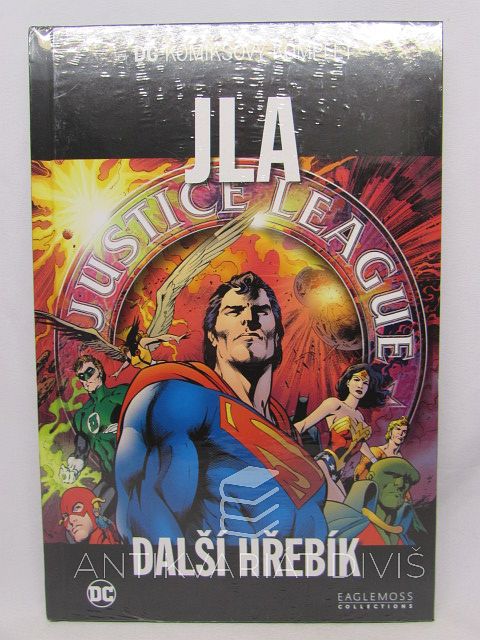 DC KOMIKSOVÝ KOMPLET
JLA
JUSTICE LEAGUE
DALŠÍ HŘEBÍK
ANTIKVARIÁT DIVIŠ
DC
EAGLEMOSS
COLLECTIONS